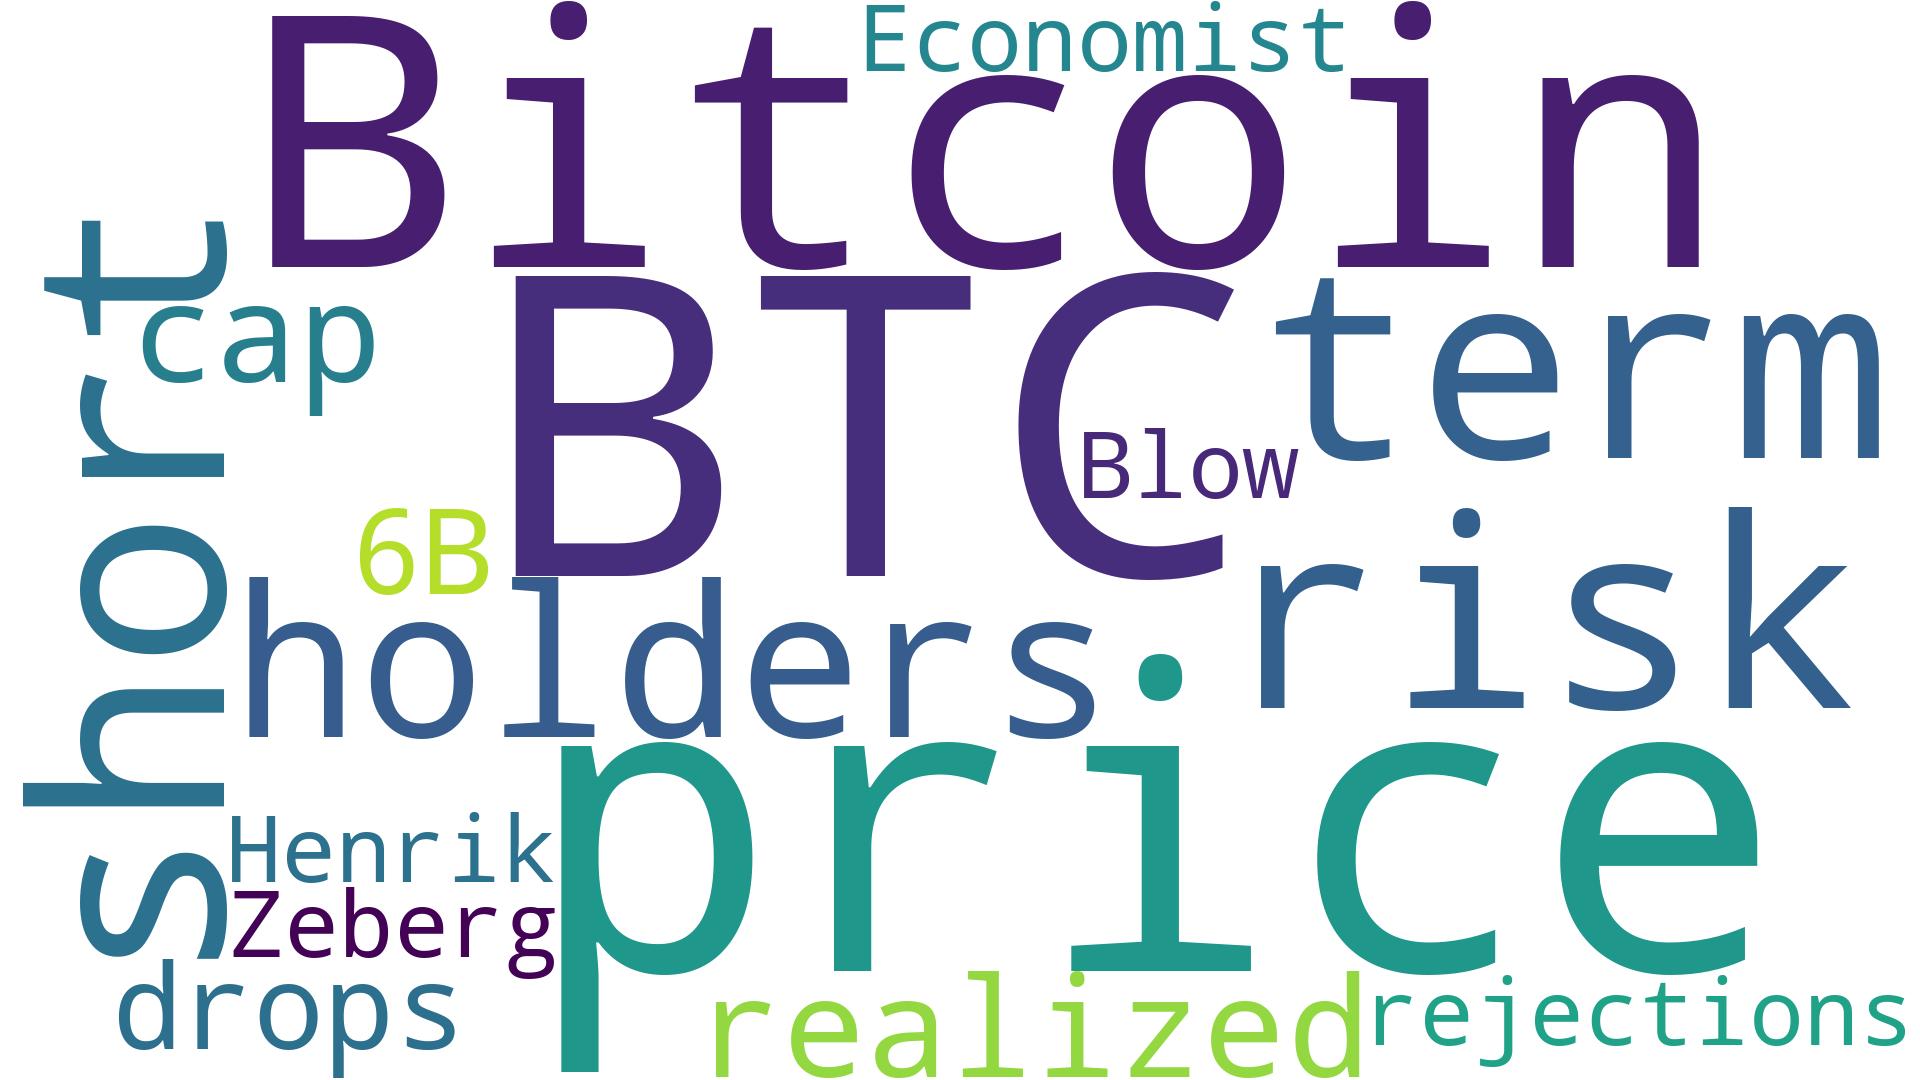 Economist
Bitcoin
short
cap
BTC
term
Blow
6B
risk
holders
price
Henrik
Zeberg
drops
realized
rejections